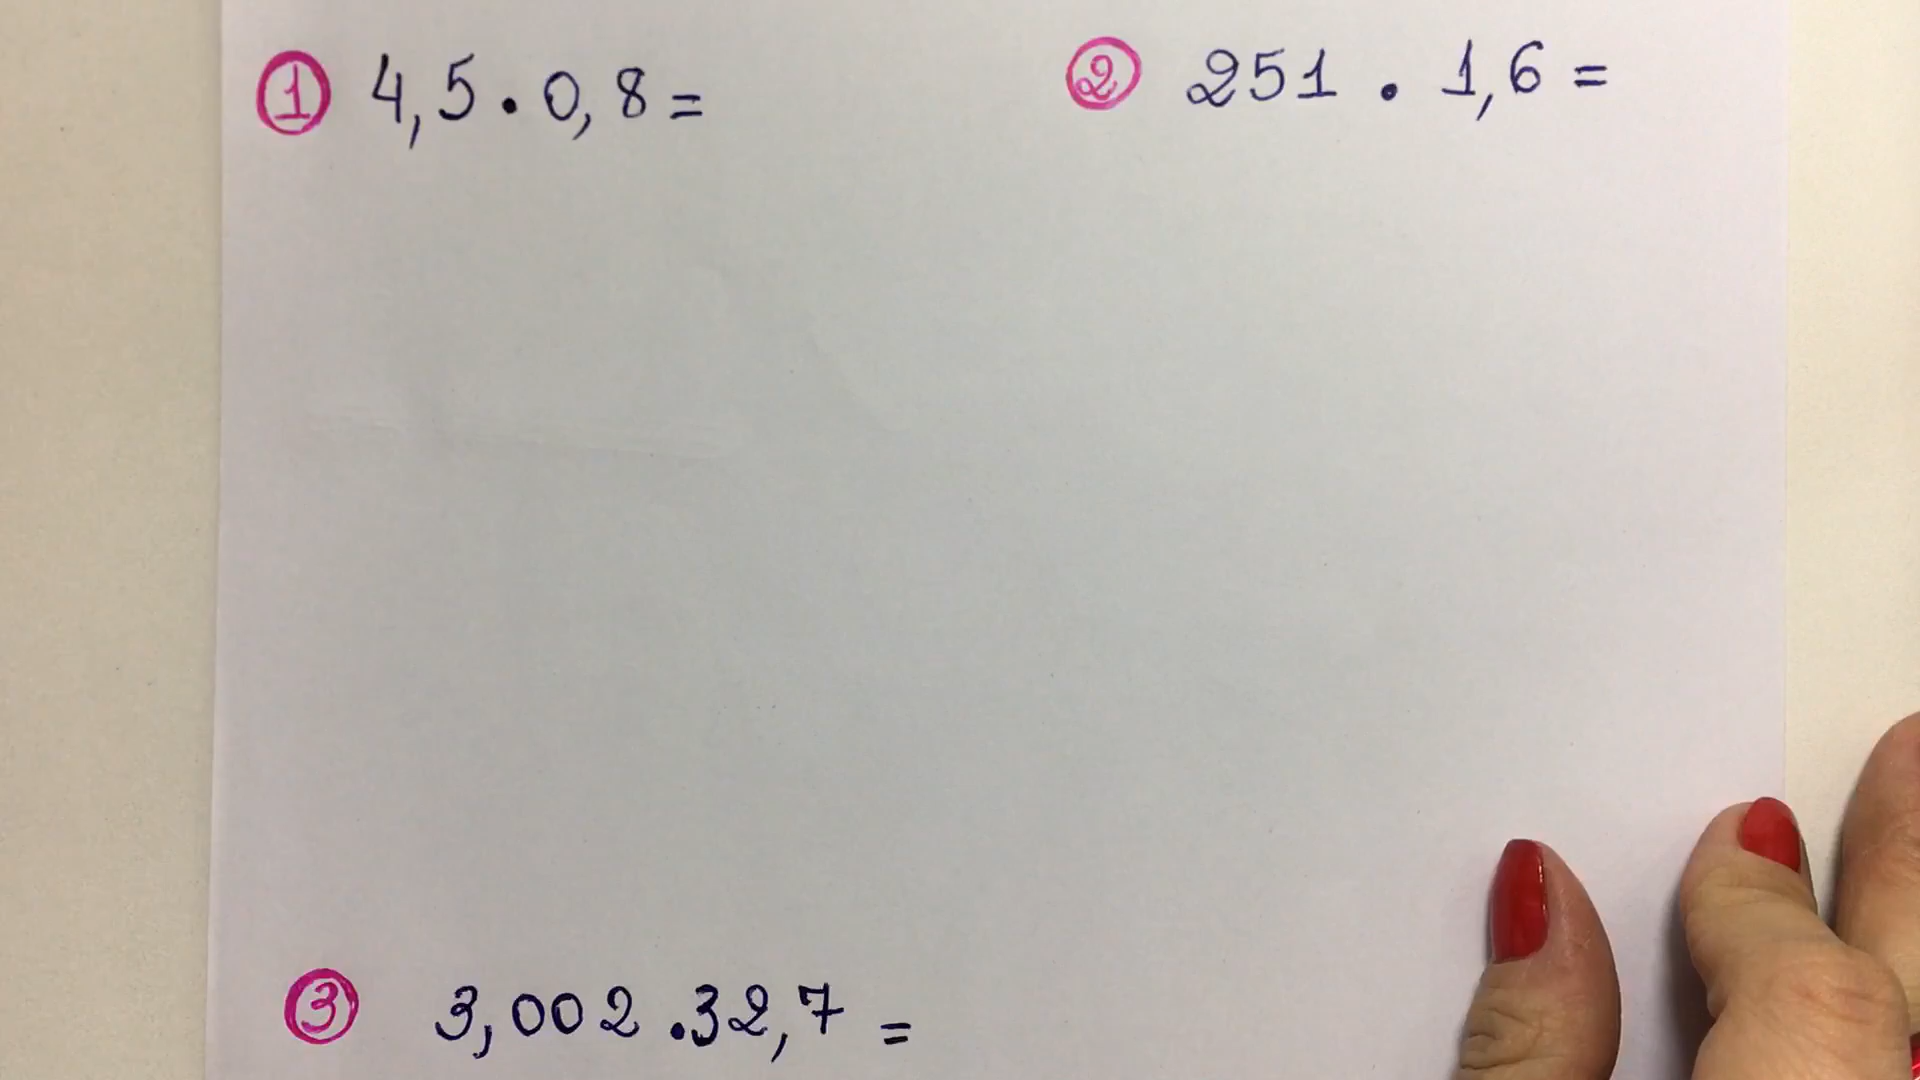 ① 4,5 · 0,8 =
② 251 · 1,6 =
③ 3,002 · 32,7 =